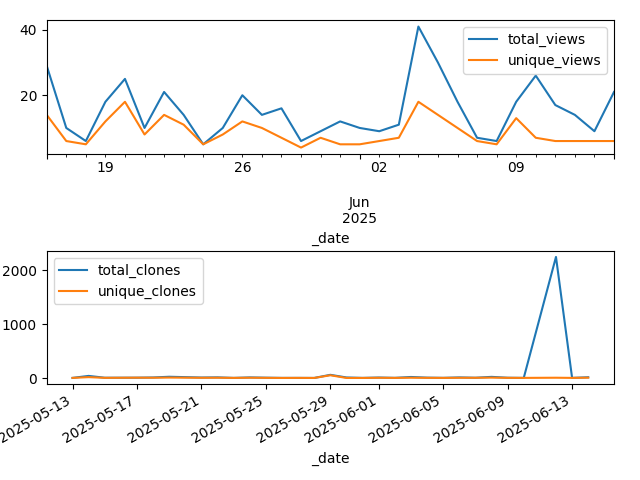 40
20
total_views
unique_views
19
26
02
09
Jun
2025
_date
2000
1000
0
total_clones
unique_clones
2025-05-13
2025-05-17
2025-05-21
2025-05-25
2025-05-29
2025-06-01
2025-06-05
2025-06-09
2025-06-13
_date